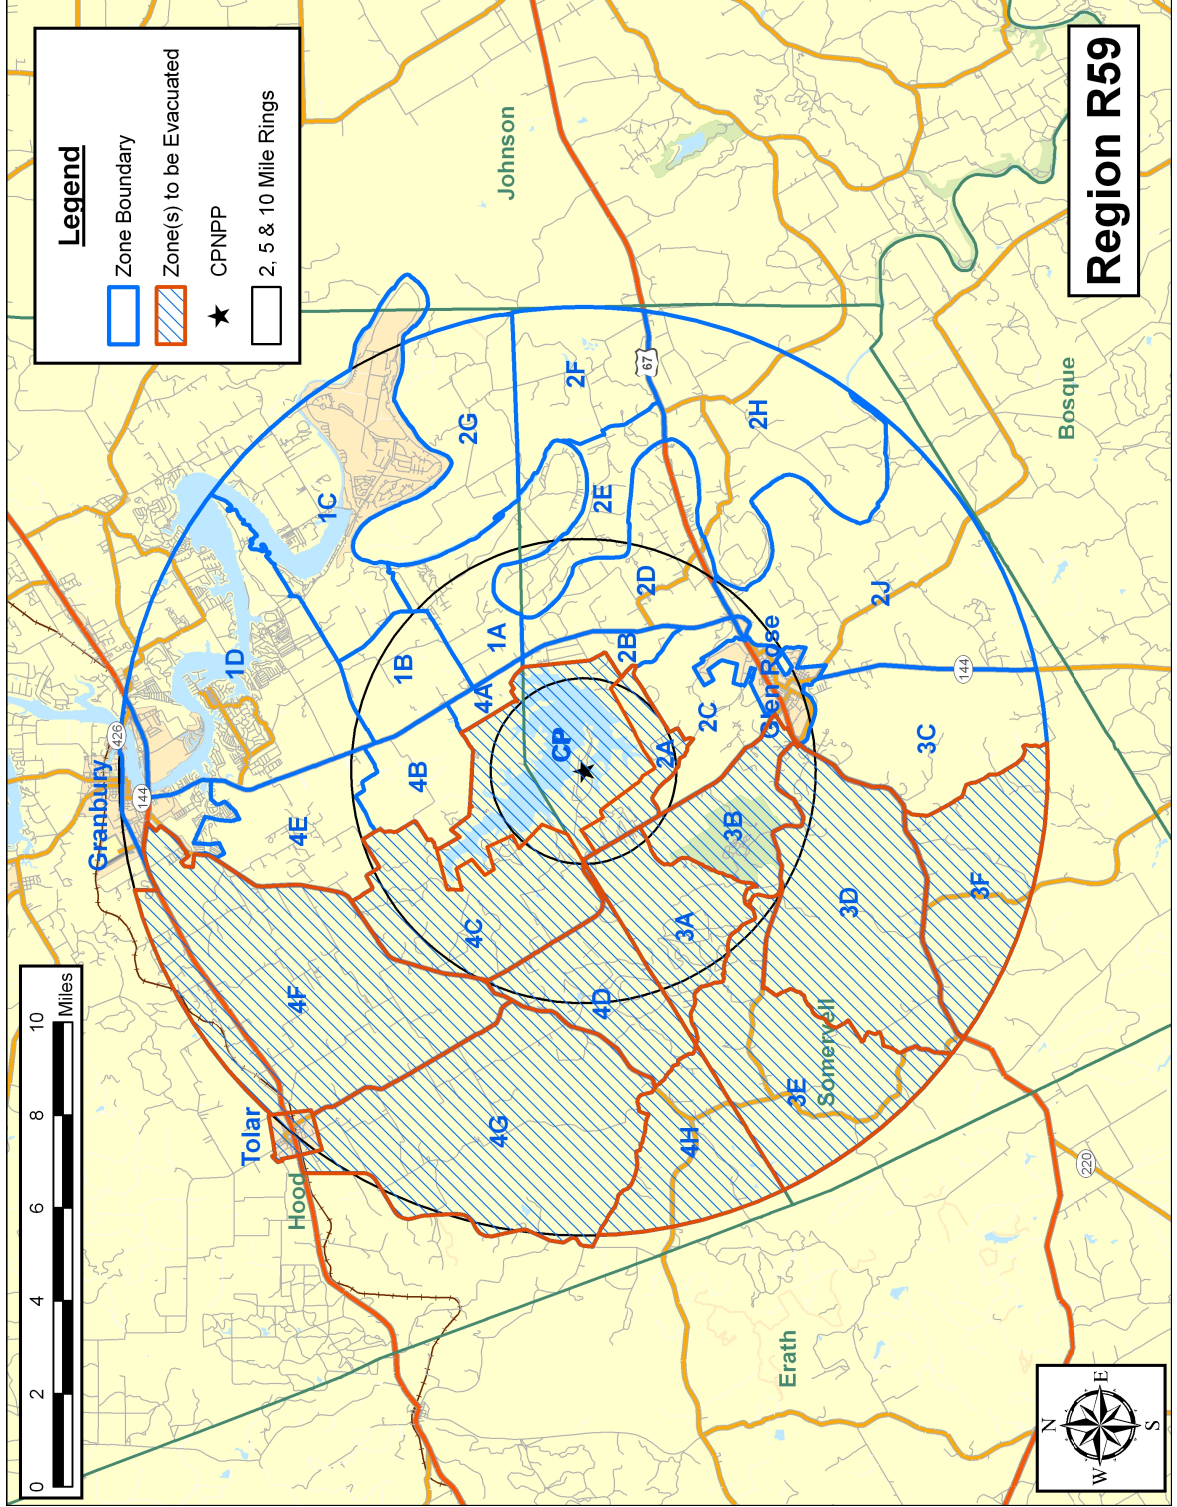 Legend
Zone Boundary
Zone(s) to be Evacuated
CPNPP
2, 5 & 10 Mile Rings
Region R59
0 2 4 6 8 10
Miles
N
W E
S
Granbury
Tolar
Glen Rose
Hood
Somervell
Erath
Bosque
Johnson
426
144
67
144
220
CP
1A
1B
1C
1D
2A
2B
2C
2D
2E
2F
2G
2H
2J
3A
3B
3C
3D
3E
3F
4A
4B
4C
4D
4E
4F
4G
4H